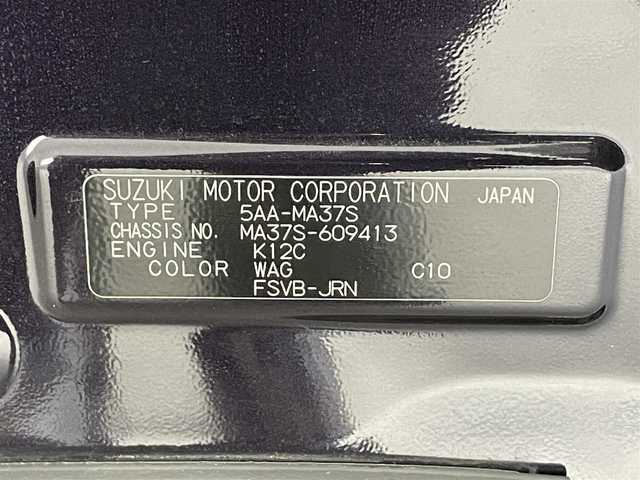 SUZUKI MOTOR CORPORATION JAPAN
TYPE 5AA-MA37S
CHASSIS NO. MA37S-609413
ENGINE K12C
COLOR WAG C10
FSVB-JRN